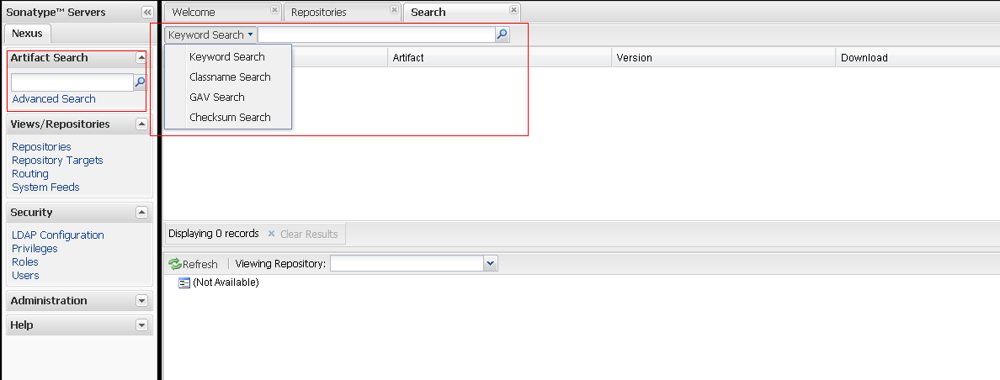 Sonatype™ Servers
Welcome
Repositories
Search
Nexus
Keyword Search
Artifact Search
Keyword Search
Artifact
Version
Download
Classname Search
Advanced Search
GAV Search
Checksum Search
Views/Repositories
Repositories
Repository Targets
Routing
System Feeds
Security
LDAP Configuration
Privileges
Roles
Users
Administration
Help
Displaying 0 records
Clear Results
Refresh
Viewing Repository:
(Not Available)